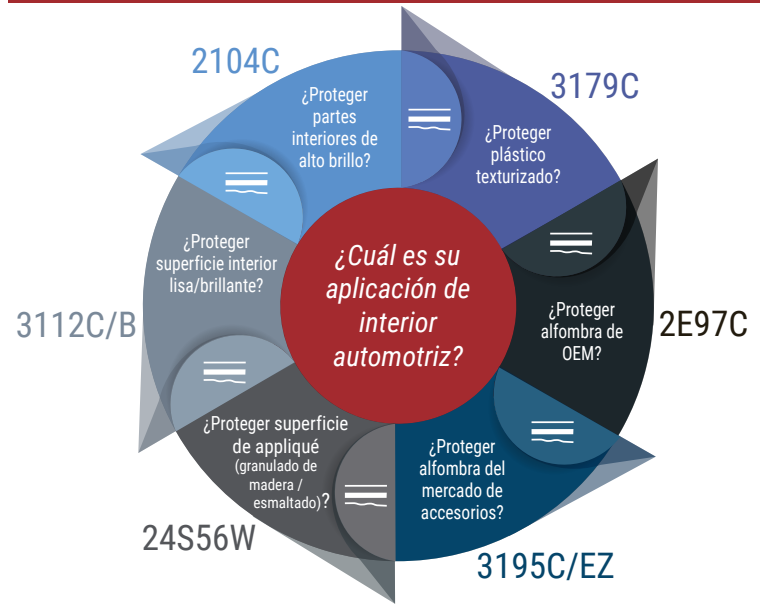 ¿Cuál es su
aplicación de
interior
automotriz?
2104C
¿Proteger
partes
interiores de
alto brillo?
3179C
¿Proteger
plástico
texturizado?
2E97C
¿Proteger
alfombra de
OEM?
3195C/EZ
¿Proteger
alfombra del
mercado de
accesorios?
24S56W
¿Proteger superficie
de appliqué
(granulado de
madera /
esmaltado)?
3112C/B
¿Proteger
superficie interior
lisa/brillante?